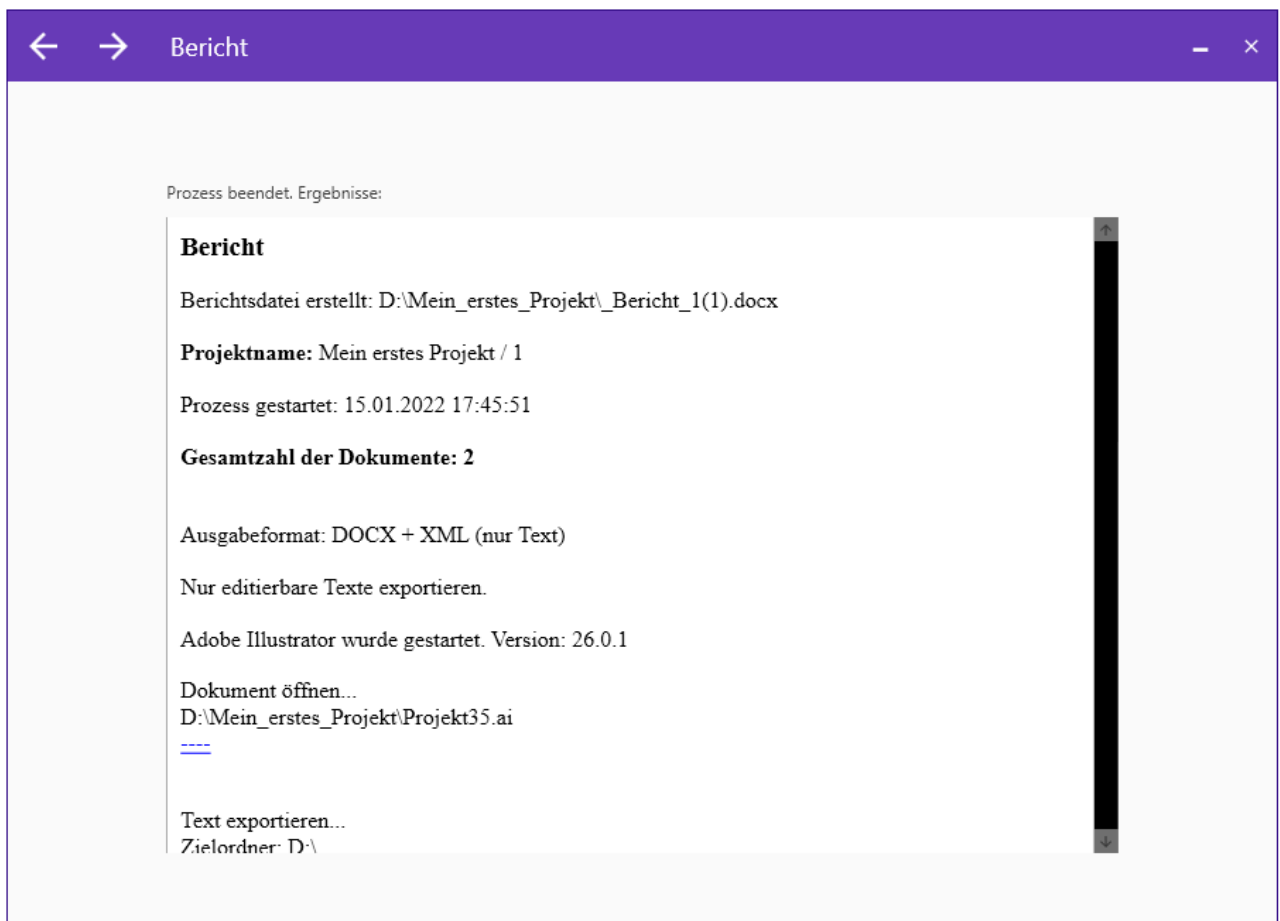 Bericht
Prozess beendet. Ergebnisse:
Bericht
Berichtsdatei erstellt: D:\Mein_erstes_Projekt\_Bericht_1(1).docx
Projektname: Mein erstes Projekt / 1
Prozess gestartet: 15.01.2022 17:45:51
Gesamtzahl der Dokumente: 2
Ausgabeformat: DOCX + XML (nur Text)
Nur editierbare Texte exportieren.
Adobe Illustrator wurde gestartet. Version: 26.0.1
Dokument öffnen...
D:\Mein_erstes_Projekt\Projekt35.ai
----
Text exportieren...
Zielordner: D:\